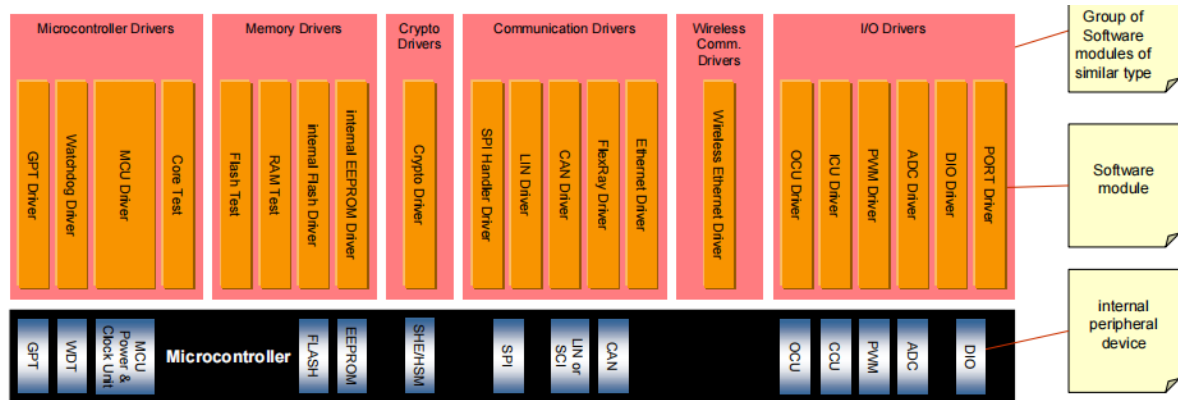 Microcontroller Drivers
Memory Drivers
Crypto
Drivers
Communication Drivers
Wireless
Comm.
Drivers
I/O Drivers
Group of
Software
modules of
similar type
GPT Driver
Watchdog Driver
MCU Driver
Core Test
Flash Test
RAM Test
internal Flash Driver
internal EEPROM Driver
Crypto Driver
SPI Handler Driver
LIN Driver
CAN Driver
FlexRay Driver
Ethernet Driver
Wireless Ethernet Driver
OCU Driver
ICU Driver
PWM Driver
ADC Driver
DIO Driver
PORT Driver
Software
module
GPT
WDT
MCU
Power &
Clock Unit
Microcontroller
FLASH
EEPROM
SHE/HSM
SPI
LIN or
SCI
CAN
OCU
CCU
PWM
ADC
DIO
internal
peripheral
device